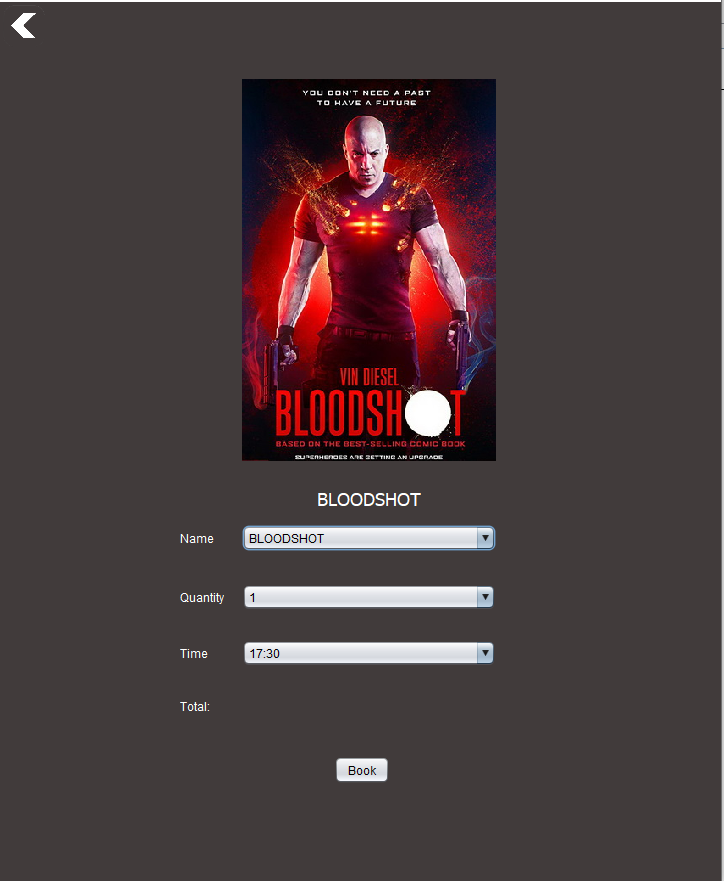 YOU DON'T NEED A PAST
TO HAVE A FUTURE
VIN DIESEL
BLOODSHOT
BASED ON THE BEST-SELLING COMIC BOOK
SUPERHEROES ARE GETTING AN UPGRADE
BLOODSHOT
Name BLOODSHOT
Quantity 1
Time 17:30
Total:
Book